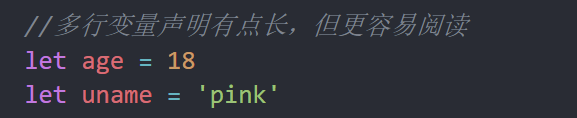 //多行变量声明有点长，但更容易阅读
let age = 18
let uname = 'pink'